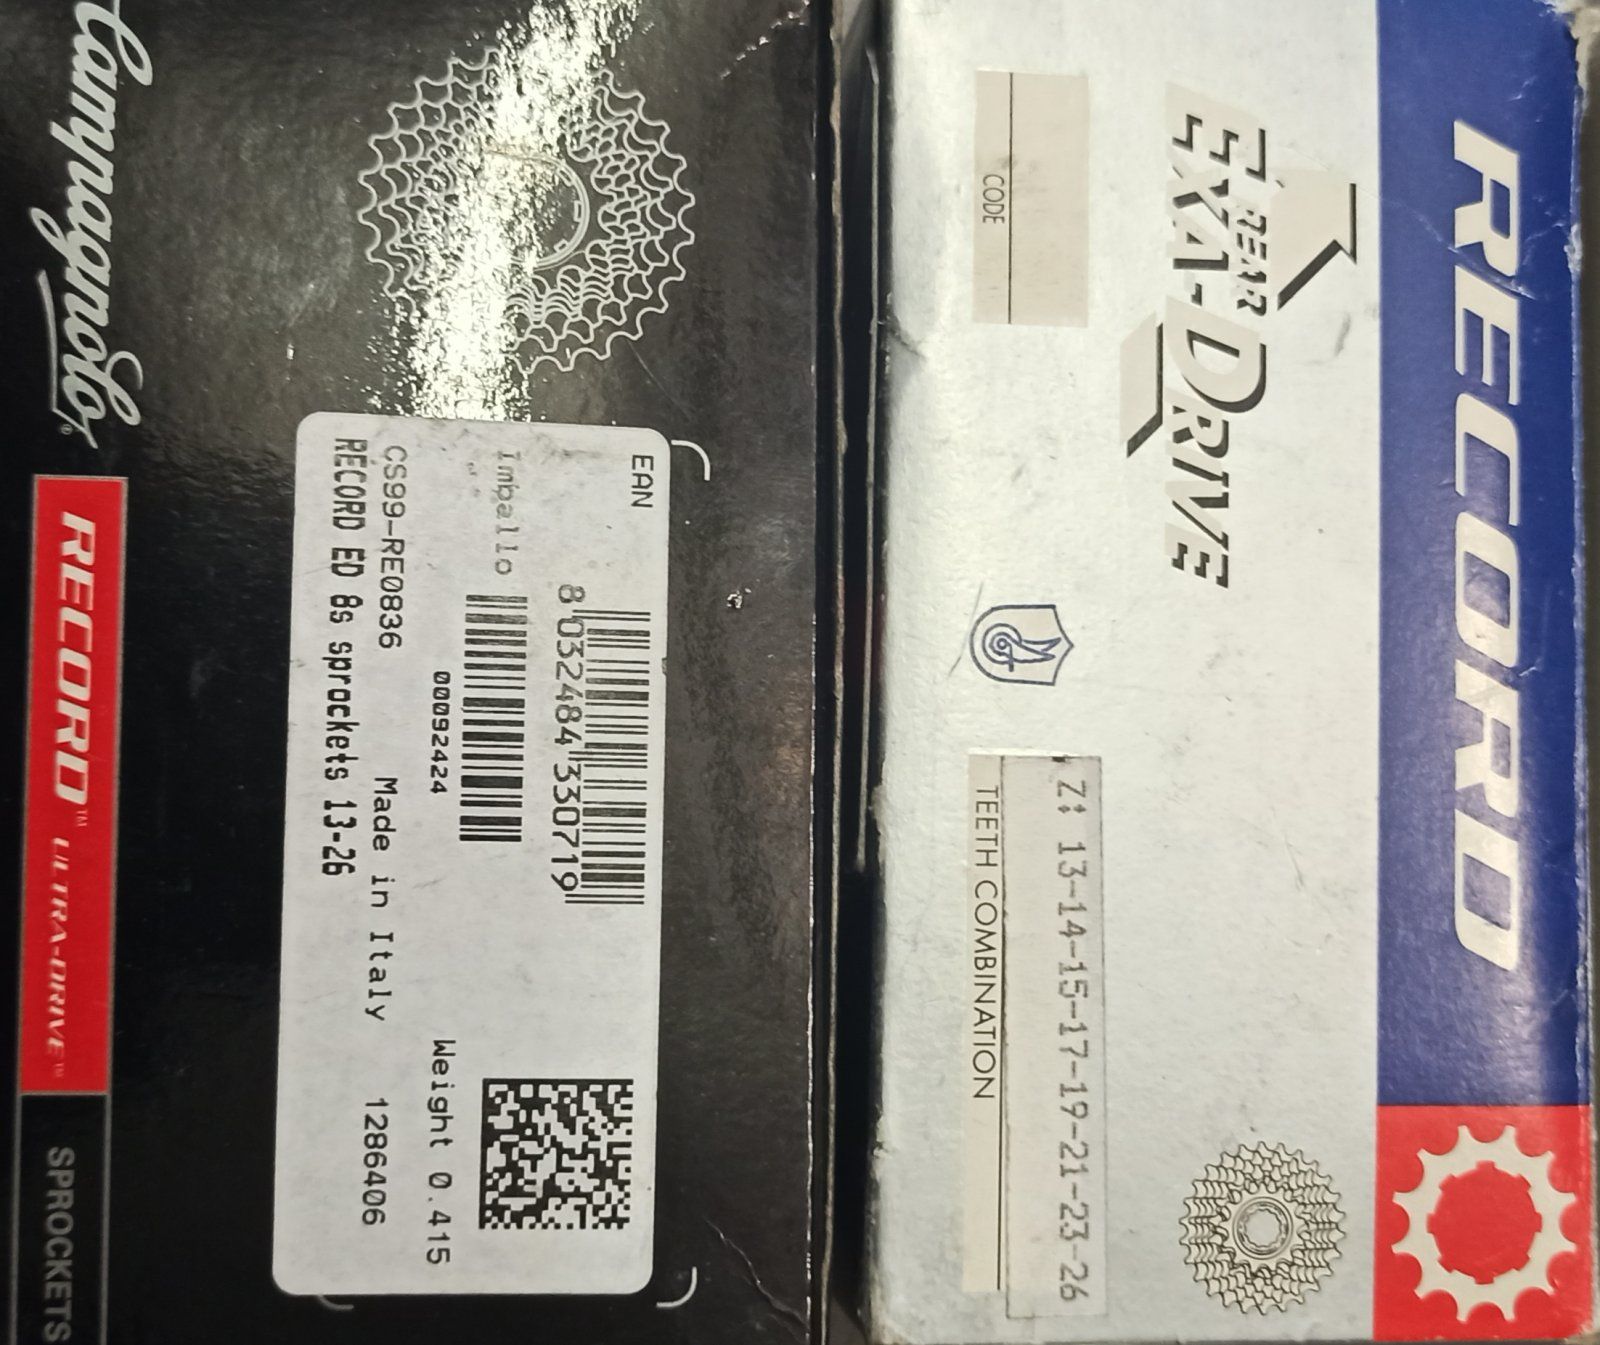 Campagnolo
RECORD™ ULTRA-DRIVE™
SPROCKETS
EAN
8 032484 330719
Imballo
00092424
Weight 0.415
CS99-RE0836
Made in Italy
1286406
RECORD ED 8s sprockets 13-26
RECORD
REAR
EXA-DRIVE
CODE
Z: 13-14-15-17-19-21-23-26
TEETH COMBINATION